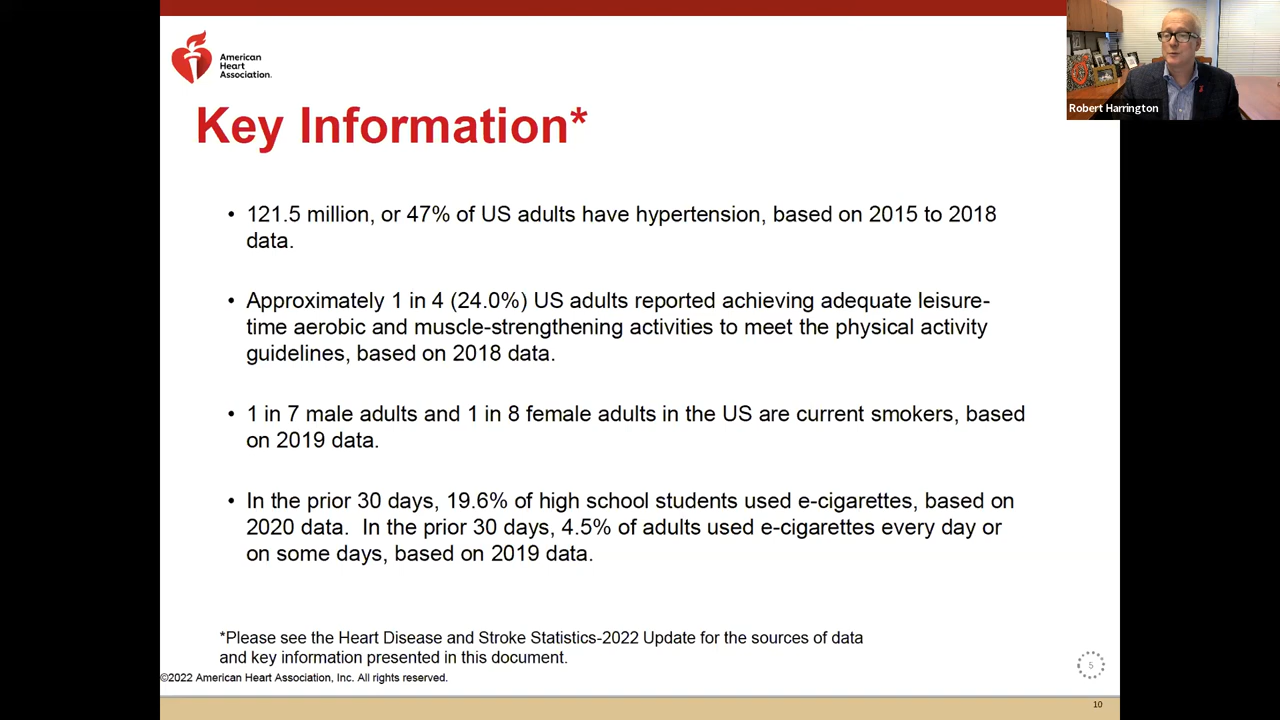 American
Heart
Association.
Robert Harrington
Key Information*
• 121.5 million, or 47% of US adults have hypertension, based on 2015 to 2018
data.
• Approximately 1 in 4 (24.0%) US adults reported achieving adequate leisure-
time aerobic and muscle-strengthening activities to meet the physical activity
guidelines, based on 2018 data.
• 1 in 7 male adults and 1 in 8 female adults in the US are current smokers, based
on 2019 data.
• In the prior 30 days, 19.6% of high school students used e-cigarettes, based on
2020 data.  In the prior 30 days, 4.5% of adults used e-cigarettes every day or
on some days, based on 2019 data.
*Please see the Heart Disease and Stroke Statistics-2022 Update for the sources of data
and key information presented in this document.
5
©2022 American Heart Association, Inc. All rights reserved.
10